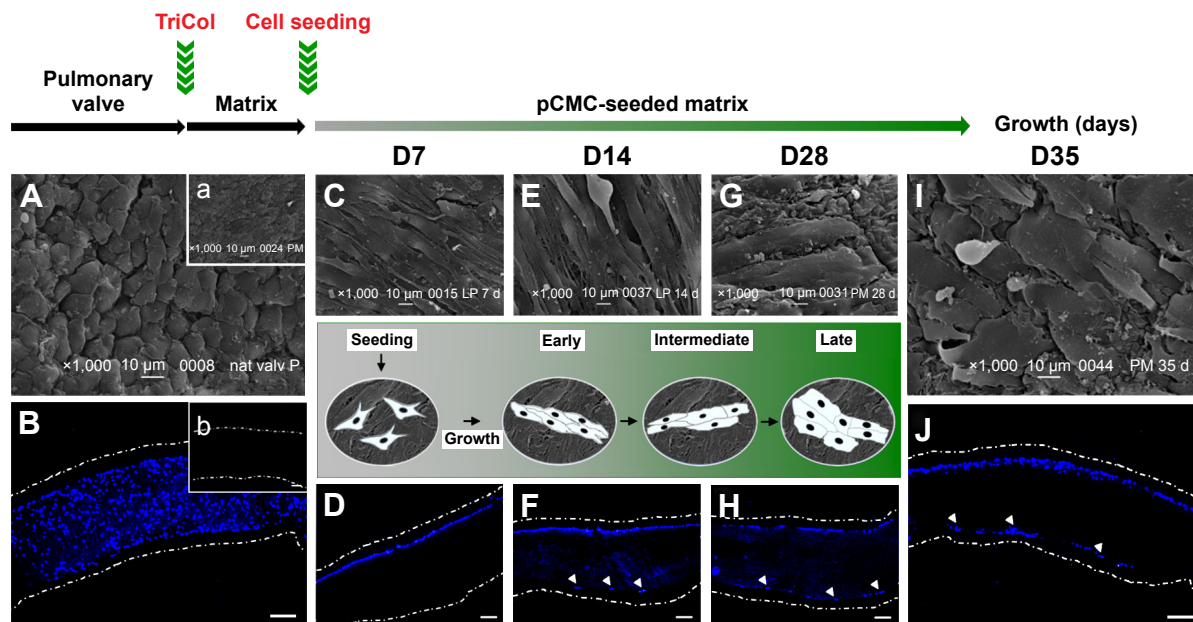 TriCol
Cell seeding
Pulmonary
valve
Matrix
pCMC-seeded matrix
Growth (days)
D7
D14
D28
D35
A
a
×1,000 10 µm 0024 PM
×1,000 10 µm 0008 nat valv P
C
×1,000 10 µm 0015 LP 7 d
E
×1,000 10 µm 0037 LP 14 d
G
×1,000 10 µm 0031 PM 28 d
I
×1,000 10 µm 0044 PM 35 d
Seeding
Early
Intermediate
Late
Growth
B
b
D
F
H
J